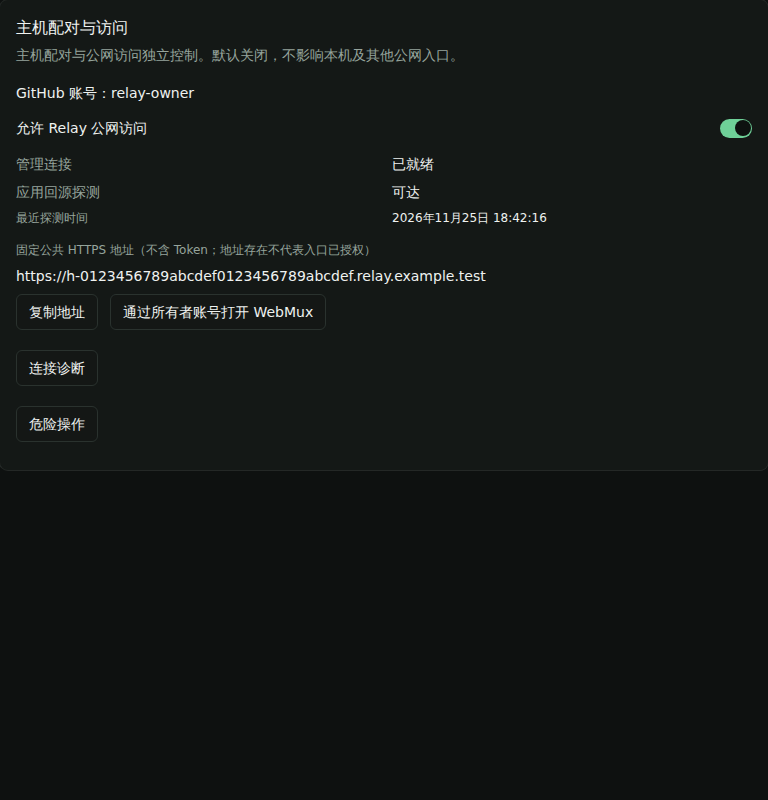 主机配对与访问
主机配对与公网访问独立控制。默认关闭，不影响本机及其他公网入口。
GitHub 账号：relay-owner
允许 Relay 公网访问
管理连接 已就绪
应用回源探测 可达
最近探测时间 2026年11月25日 18:42:16
固定公共 HTTPS 地址（不含 Token；地址存在不代表入口已授权）
https://h-0123456789abcdef0123456789abcdef.relay.example.test
复制地址 通过所有者账号打开 WebMux
连接诊断
危险操作